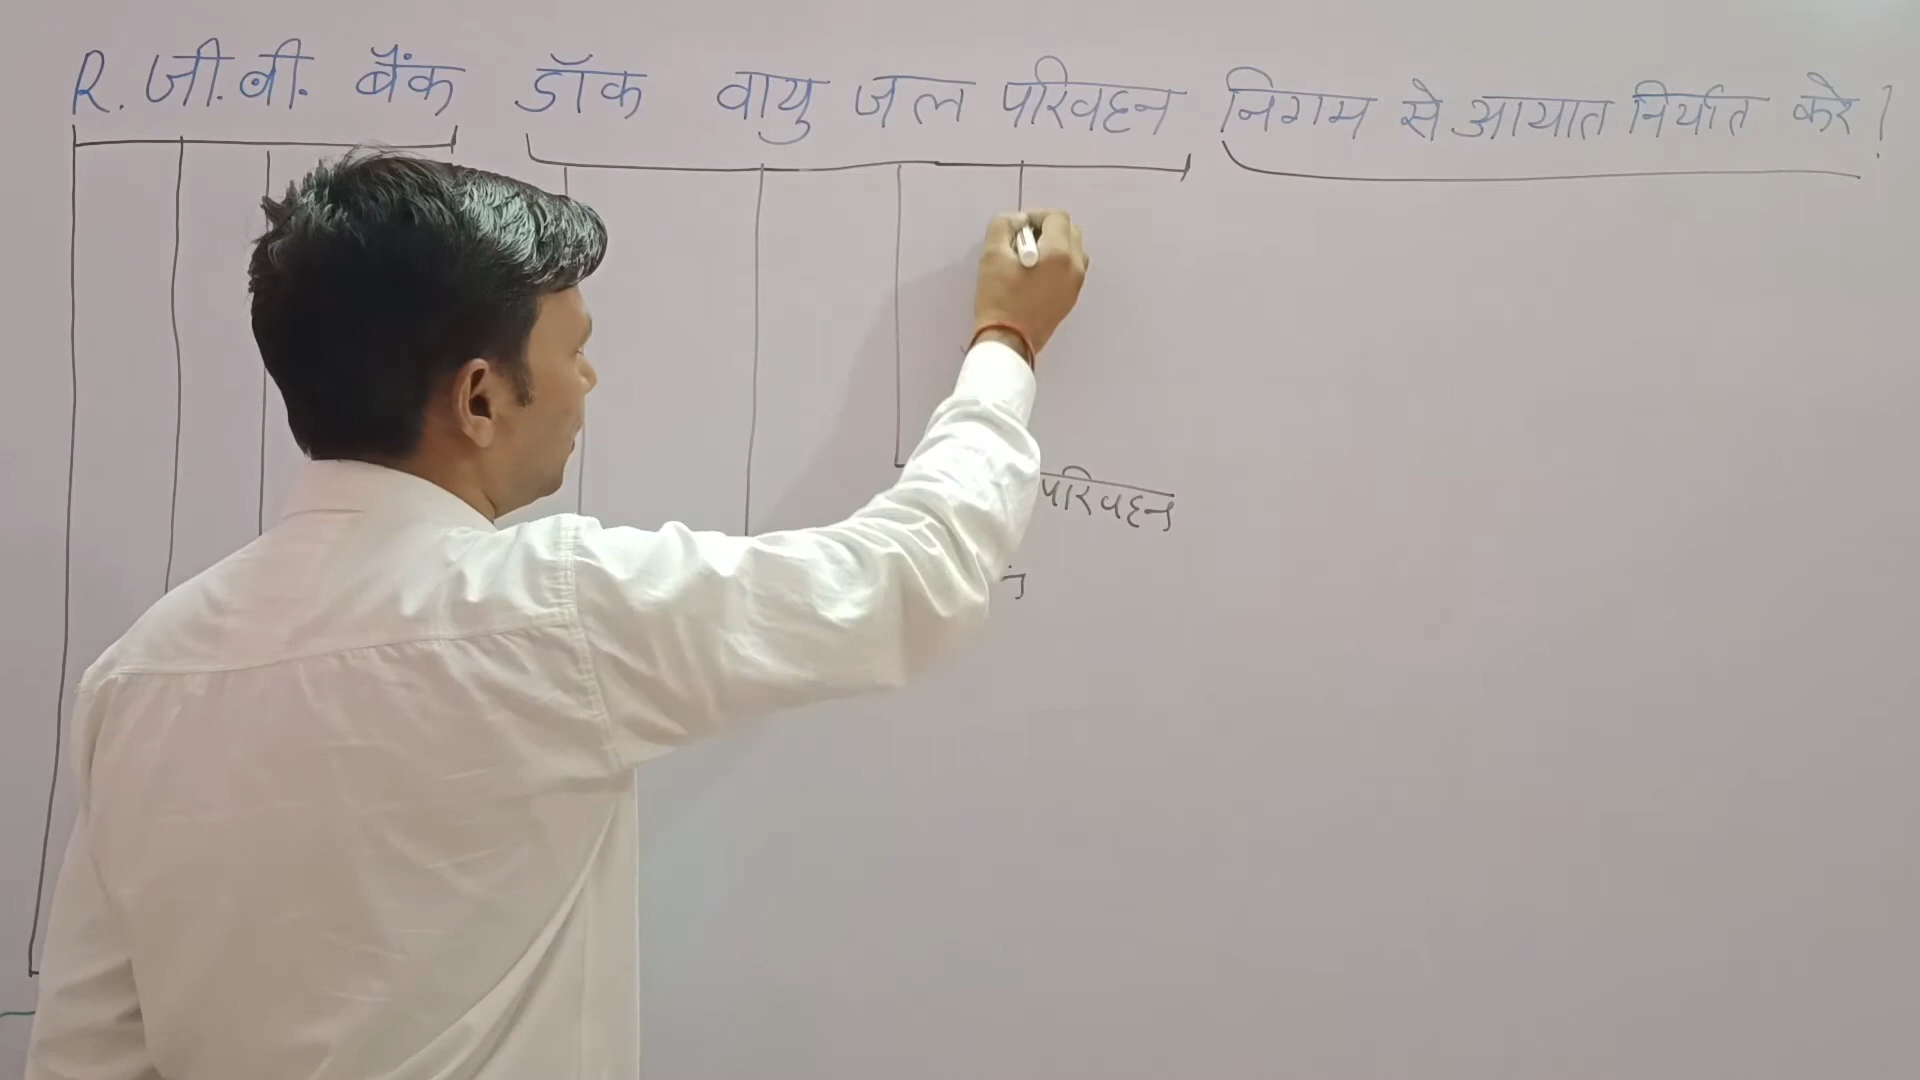 R. जी.बी. बैंक डॉक वायु जल परिवहन निगम से आयात निर्यात करे।
परिवहन